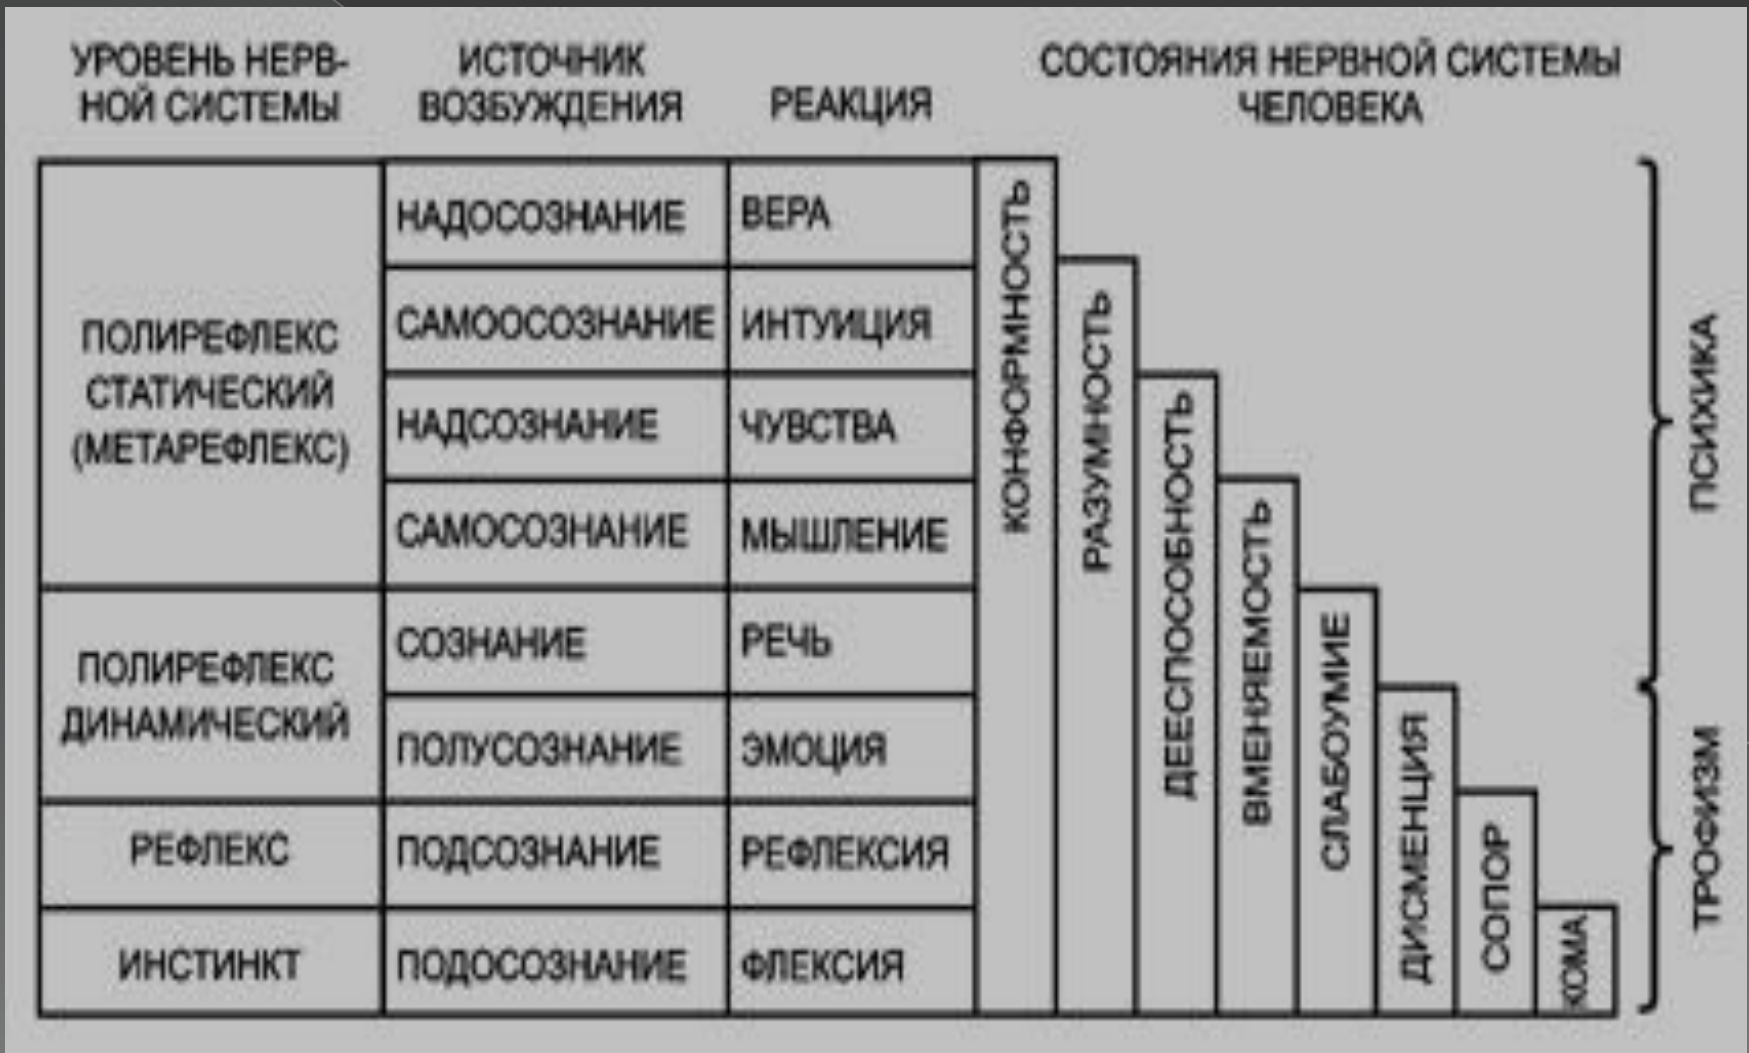 УРОВЕНЬ НЕРВ-
НОЙ СИСТЕМЫ
ИСТОЧНИК
ВОЗБУЖДЕНИЯ
РЕАКЦИЯ
СОСТОЯНИЯ НЕРВНОЙ СИСТЕМЫ
ЧЕЛОВЕКА
ПОЛИРЕФЛЕКС
СТАТИЧЕСКИЙ
(МЕТАРЕФЛЕКС)
НАДОСОЗНАНИЕ
ВЕРА
САМООСОЗНАНИЕ
ИНТУИЦИЯ
НАДСОЗНАНИЕ
ЧУВСТВА
САМОСОЗНАНИЕ
МЫШЛЕНИЕ
ПОЛИРЕФЛЕКС
ДИНАМИЧЕСКИЙ
СОЗНАНИЕ
РЕЧЬ
ПОЛУСОЗНАНИЕ
ЭМОЦИЯ
РЕФЛЕКС
ПОДСОЗНАНИЕ
РЕФЛЕКСИЯ
ИНСТИНКТ
ПОДОСОЗНАНИЕ
ФЛЕКСИЯ
КОНФОРМНОСТЬ
РАЗУМНОСТЬ
ДЕЕСПОСОБНОСТЬ
ВМЕНЯЕМОСТЬ
СЛАБОУМИЕ
ДИСМЕНЦИЯ
СОПОР
КОМА
ПСИХИКА
ТРОФИЗМ